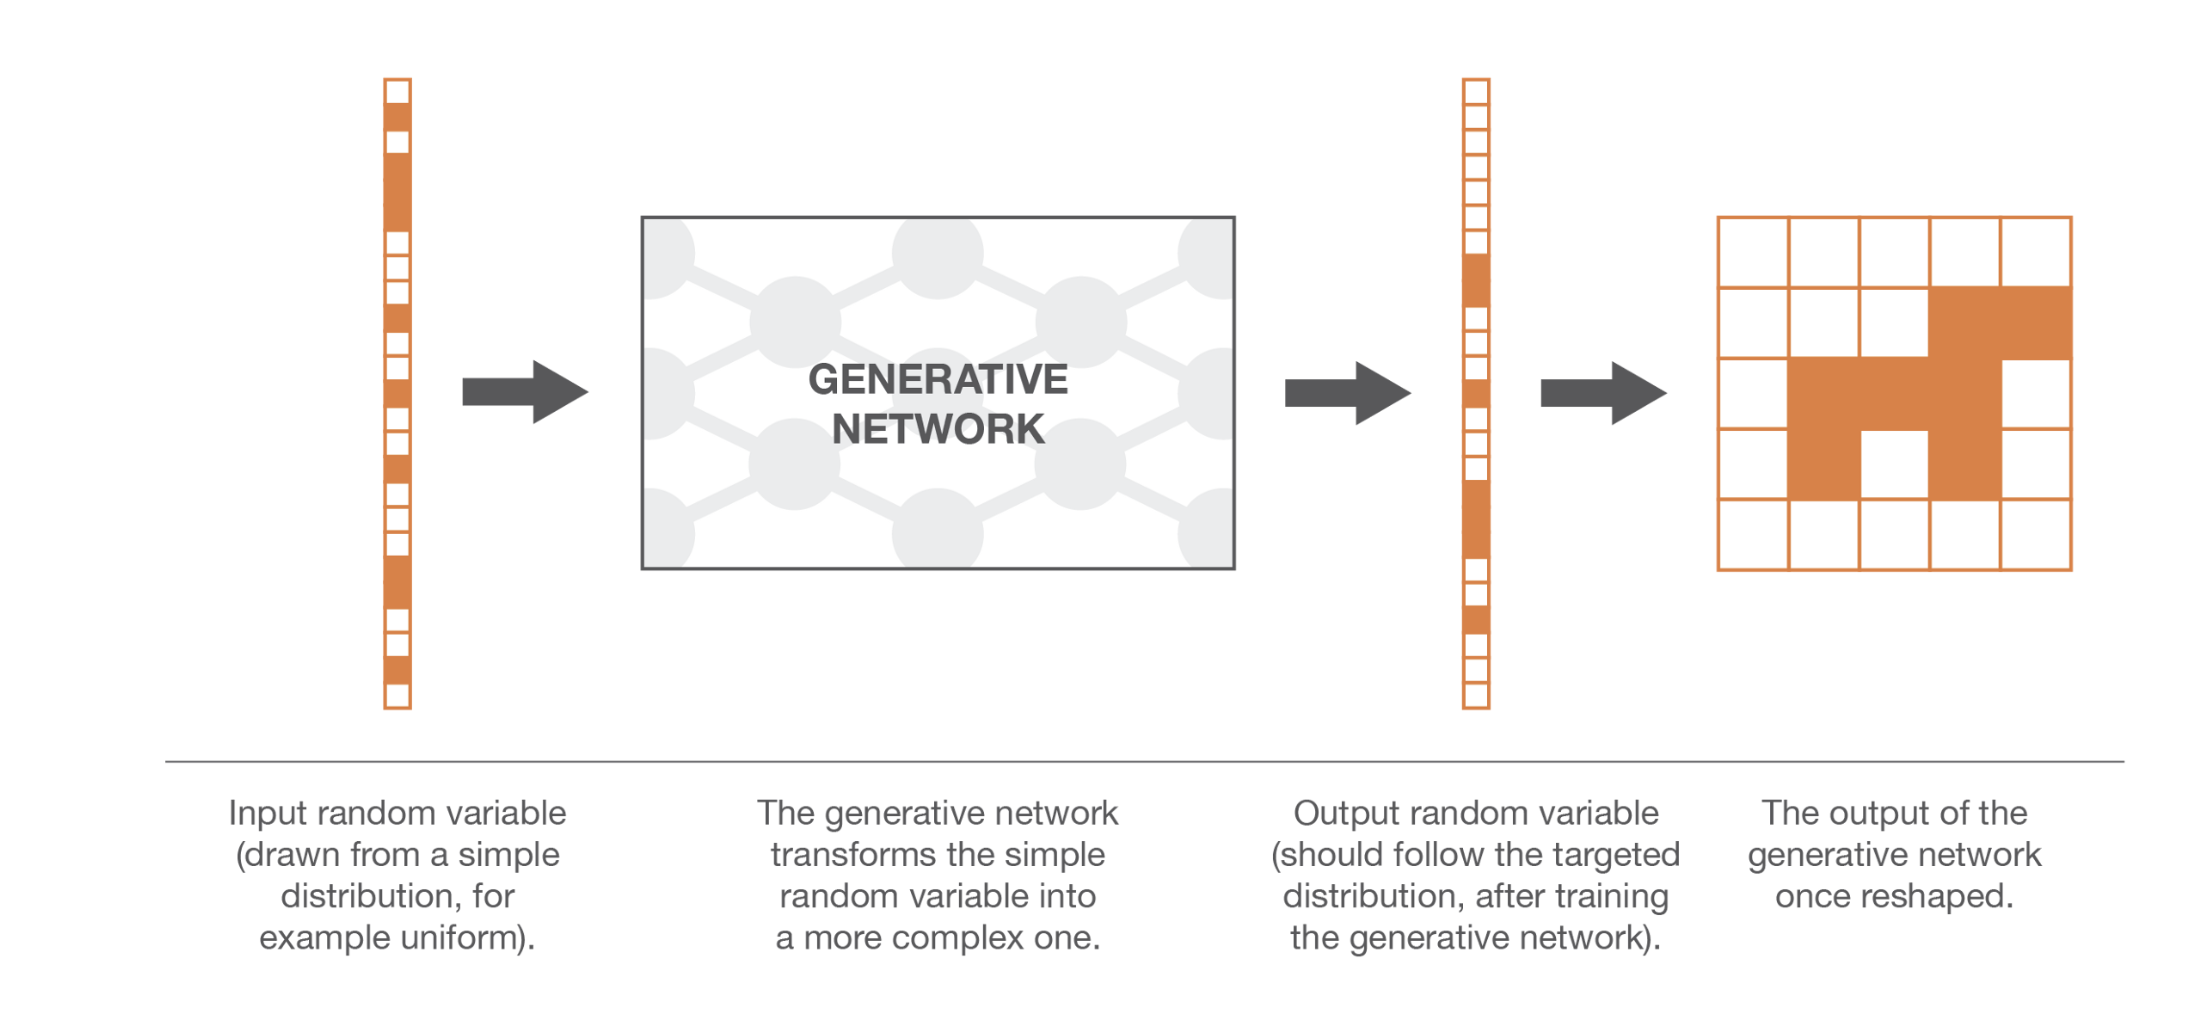 GENERATIVE
NETWORK
Input random variable
(drawn from a simple
distribution, for
example uniform).
The generative network
transforms the simple
random variable into
a more complex one.
Output random variable
(should follow the targeted
distribution, after training
the generative network).
The output of the
generative network
once reshaped.